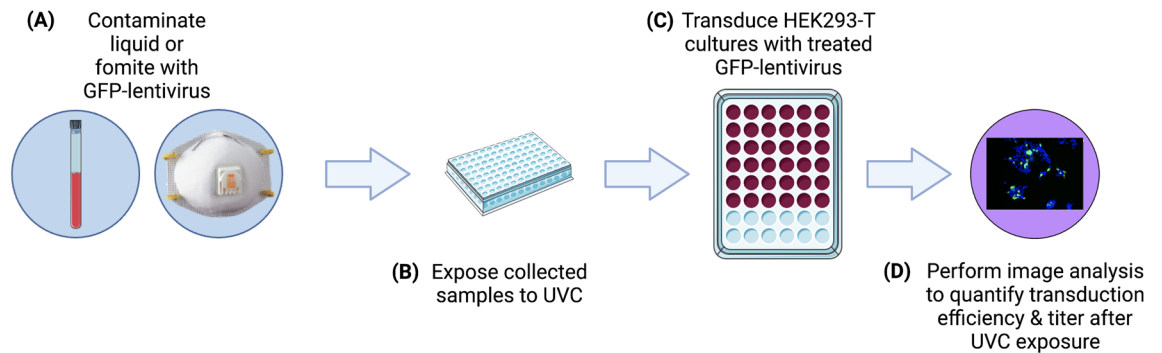 (A) Contaminate
liquid or
fomite with
GFP-lentivirus
(B) Expose collected
samples to UVC
(C) Transduce HEK293-T
cultures with treated
GFP-lentivirus
(D) Perform image analysis
to quantify transduction
efficiency & titer after
UVC exposure